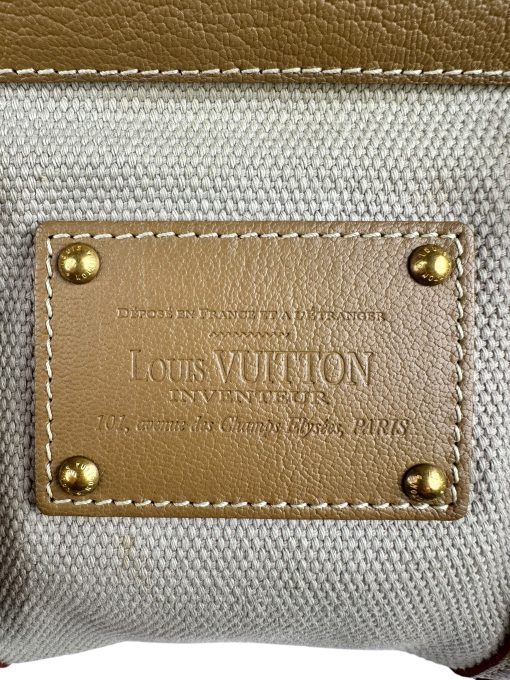 DÉPOSÉ EN FRANCE ET A L'ÉTRANGER
LOUIS VUITTON
INVENTEUR
101, avenue des Champs Elysées, PARIS